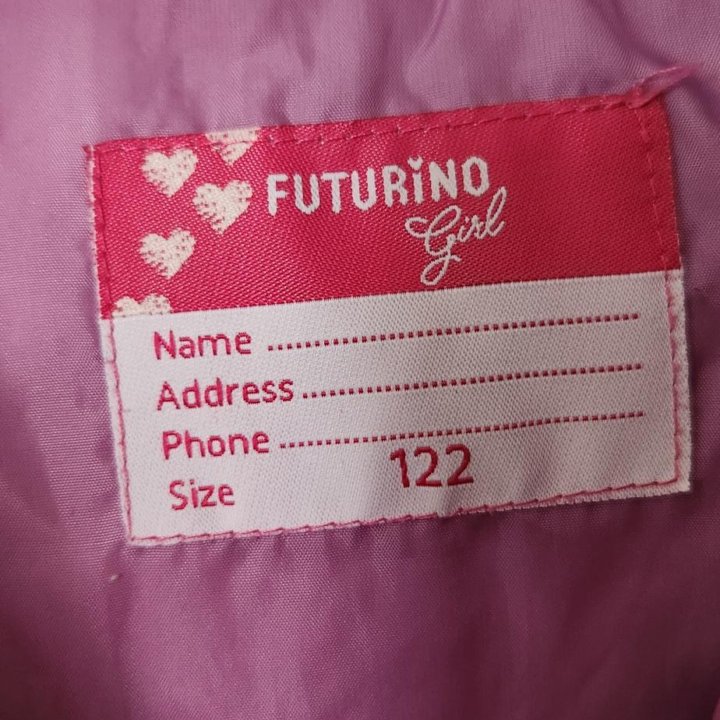 FUTURINO
Girl
Name ....................
Address ....................
Phone ....................
Size 122